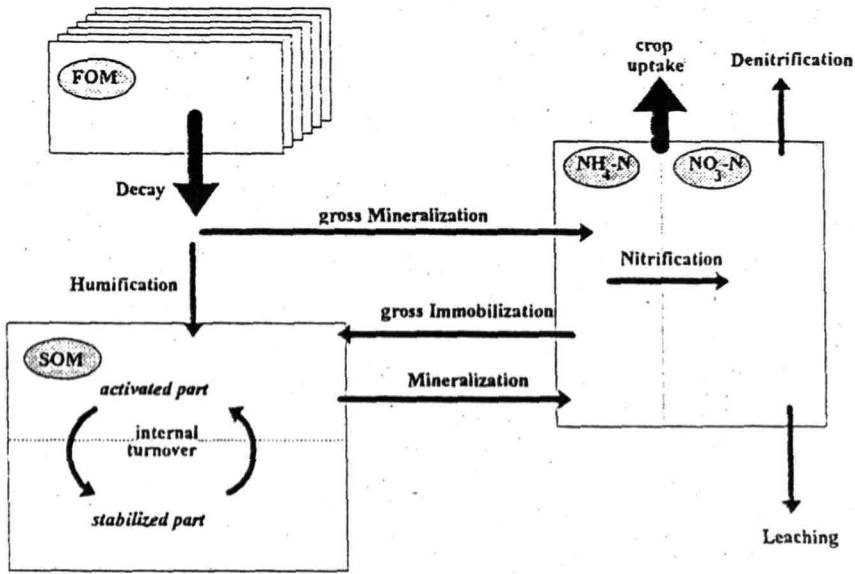 FOM
Decay
gross Mineralization
Humification
gross Immobilization
Mineralization
SOM
activated part
internal
turnover
stabilized part
crop
uptake
Denitrification
NH4-N
NO3-N
Nitrification
Leaching